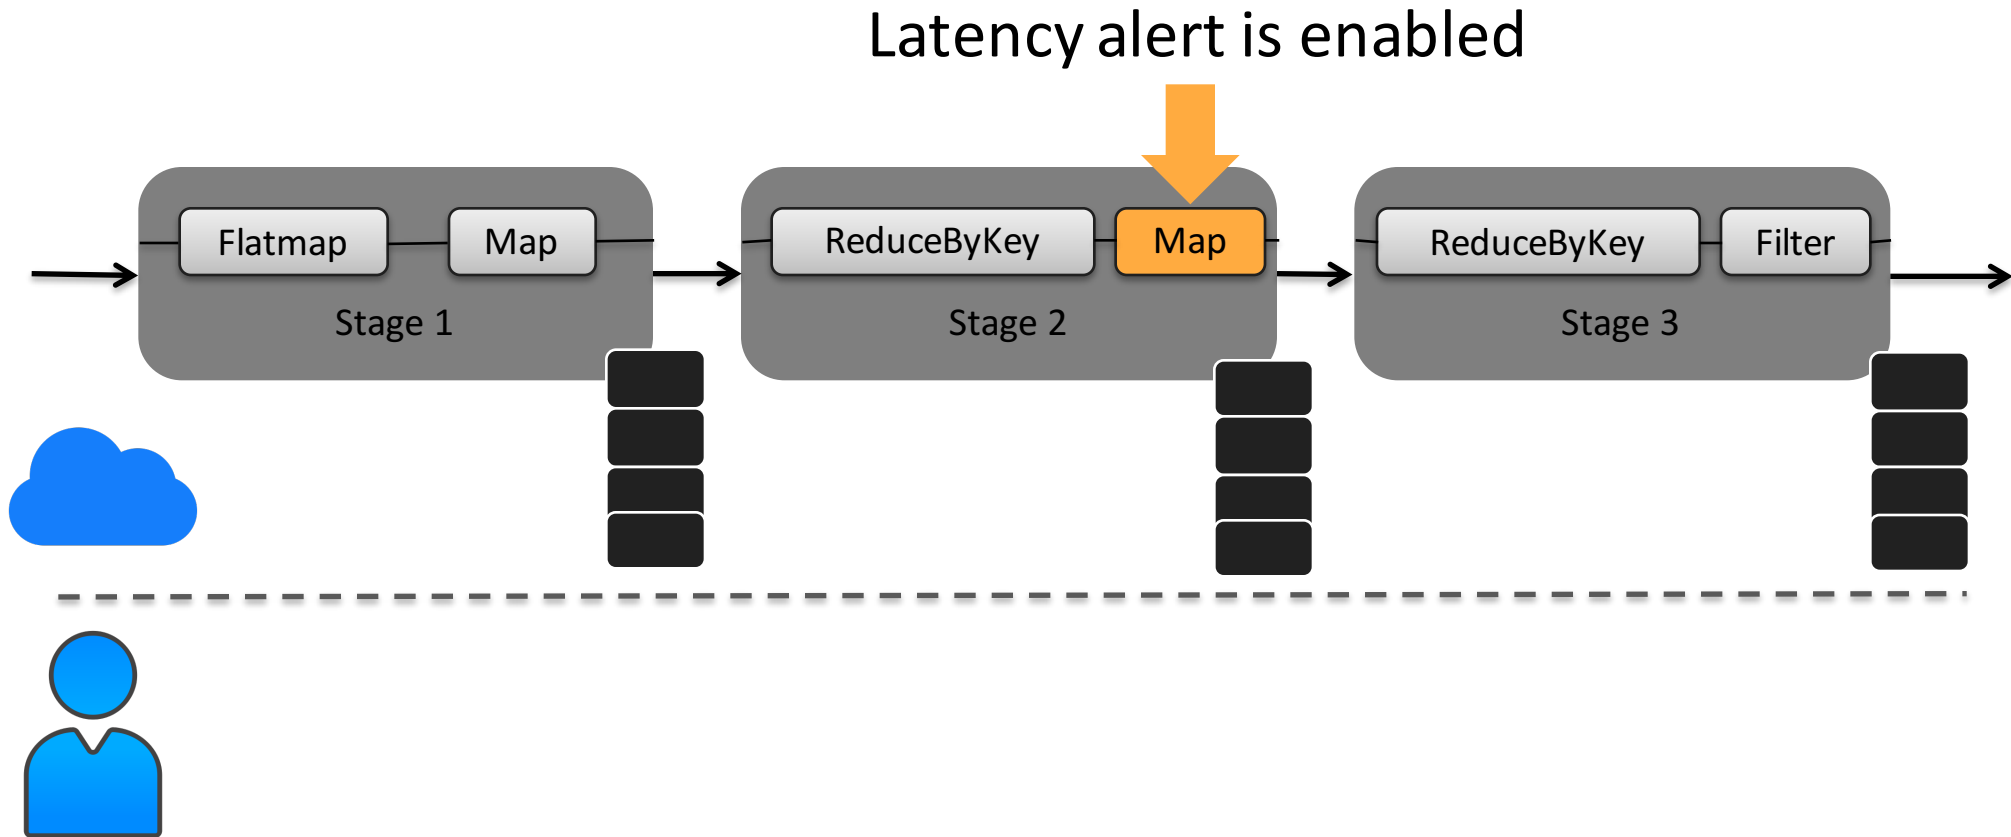 Latency alert is enabled
Flatmap
Map
Stage 1
ReduceByKey
Map
Stage 2
ReduceByKey
Filter
Stage 3